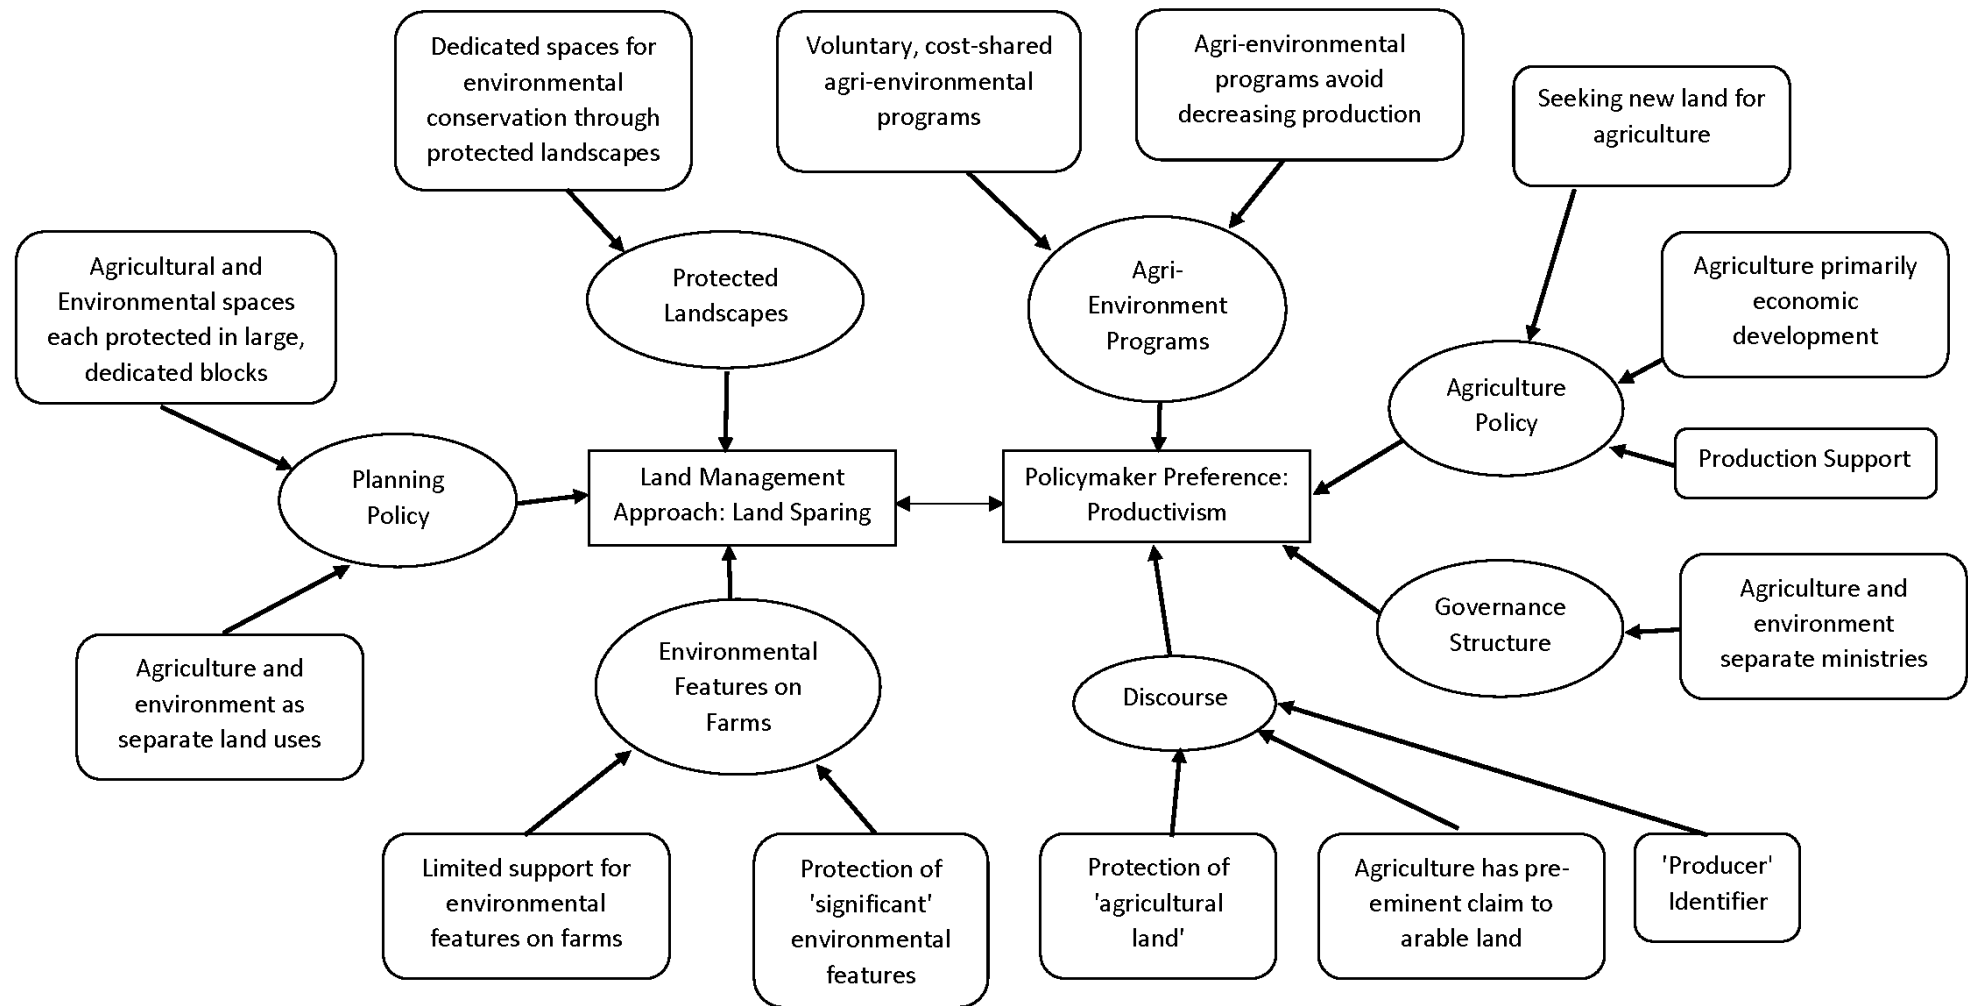 Dedicated spaces for
environmental
conservation through
protected landscapes
Voluntary, cost-shared
agri-environmental
programs
Agri-environmental
programs avoid
decreasing production
Seeking new land for
agriculture
Agricultural and
Environmental spaces
each protected in large,
dedicated blocks
Protected
Landscapes
Agri-
Environment
Programs
Agriculture primarily
economic
development
Agriculture
Policy
Production Support
Planning
Policy
Land Management
Approach: Land Sparing
Policymaker Preference:
Productivism
Governance
Structure
Agriculture and
environment
separate ministries
Agriculture and
environment as
separate land uses
Environmental
Features on
Farms
Discourse
Limited support for
environmental
features on farms
Protection of
'significant'
environmental
features
Protection of
'agricultural
land'
Agriculture has pre-
eminent claim to
arable land
'Producer'
Identifier